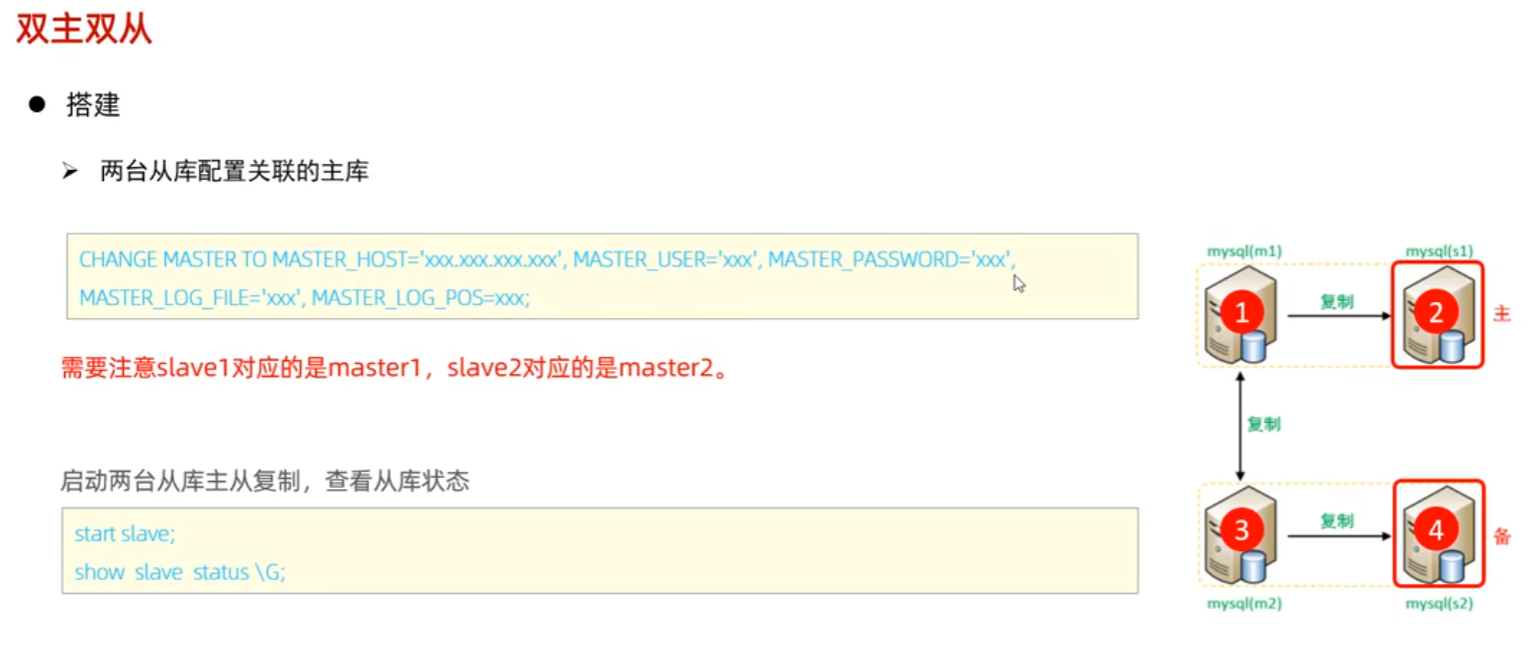 双主双从
搭建
两台从库配置关联的主库
CHANGE MASTER TO MASTER_HOST='xxx.xxx.xxx.xxx', MASTER_USER='xxx', MASTER_PASSWORD='xxx',
MASTER_LOG_FILE='xxx', MASTER_LOG_POS=xxx;
需要注意slave1对应的是master1，slave2对应的是master2。
启动两台从库主从复制，查看从库状态
start slave;
show slave status \G;
mysql(m1)
mysql(s1)
1
复制
2
主
复制
3
复制
4
备
mysql(m2)
mysql(s2)